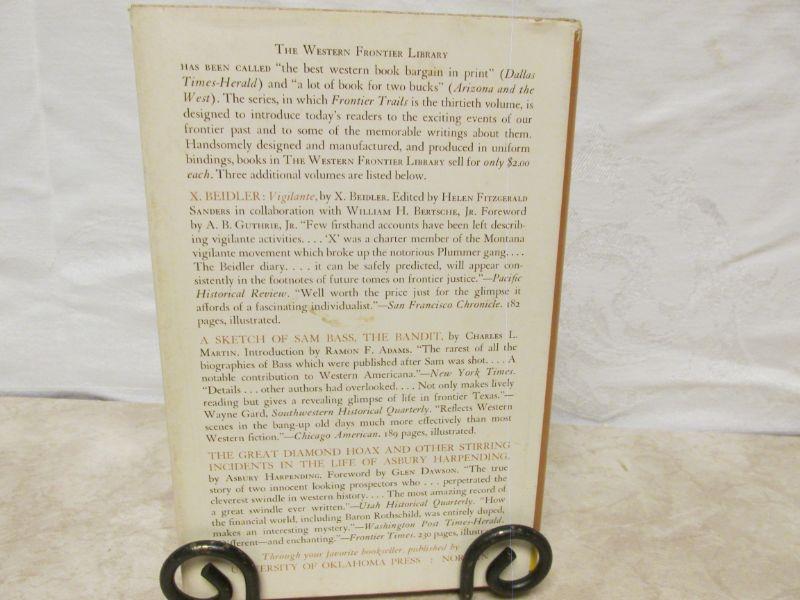 THE WESTERN FRONTIER LIBRARY
HAS BEEN CALLED "the best western book bargain in print" (Dallas
Times-Herald) and "a lot of book for two bucks" (Arizona and the
West). The series, in which Frontier Trails is the thirtieth volume, is
designed to introduce today's readers to the exciting events of our
frontier past and to some of the memorable writings about them.
Handsomely designed and manufactured, and produced in uniform
bindings, books in THE WESTERN FRONTIER LIBRARY sell for only $2.00
each. Three additional volumes are listed below.
X. BEIDLER: Vigilante, by X. BEIDLER. Edited by HELEN FITZGERALD
SANDERS in collaboration with WILLIAM H. BERTSCHE, JR. Foreword
by A. B. GUTHRIE, JR. "Few firsthand accounts have been left describ-
ing vigilante activities. . . . 'X' was a charter member of the Montana
vigilante movement which broke up the notorious Plummer gang. . . .
The Beidler diary. . . . it can be safely predicted, will appear con-
sistently in the footnotes of future tomes on frontier justice."—Pacific
Historical Review. "Well worth the price just for the glimpse it
affords of a fascinating individualist."—San Francisco Chronicle. 182
pages, illustrated.
A SKETCH OF SAM BASS, THE BANDIT, by CHARLES L.
MARTIN. Introduction by RAMON F. ADAMS. "The rarest of all the
biographies of Bass which were published after Sam was shot. . . . A
notable contribution to Western Americana."—New York Times.
"Details . . . other authors had overlooked. . . . Not only makes lively
reading but gives a revealing glimpse of life in frontier Texas."—
Wayne Gard, Southwestern Historical Quarterly. "Reflects Western
scenes in the bang-up old days much more effectively than most
Western fiction."—Chicago American. 189 pages, illustrated.
THE GREAT DIAMOND HOAX AND OTHER STIRRING
INCIDENTS IN THE LIFE OF ASBURY HARPENDING,
by ASBURY HARPENDING. Foreword by GLEN DAWSON. "The true
story of two innocent looking prospectors who . . . perpetrated the
cleverest swindle in western history. . . . The most amazing record of
a great swindle ever written."—Utah Historical Quarterly. "How
the financial world, including Baron Rothschild, was entirely duped,
makes an interesting mystery."—Washington Post Times-Herald.
fferent—and enchanting."—Frontier Times. 230 pages, illustr
Through your favorite bookseller, published by
UNIVERSITY OF OKLAHOMA PRESS : NOR